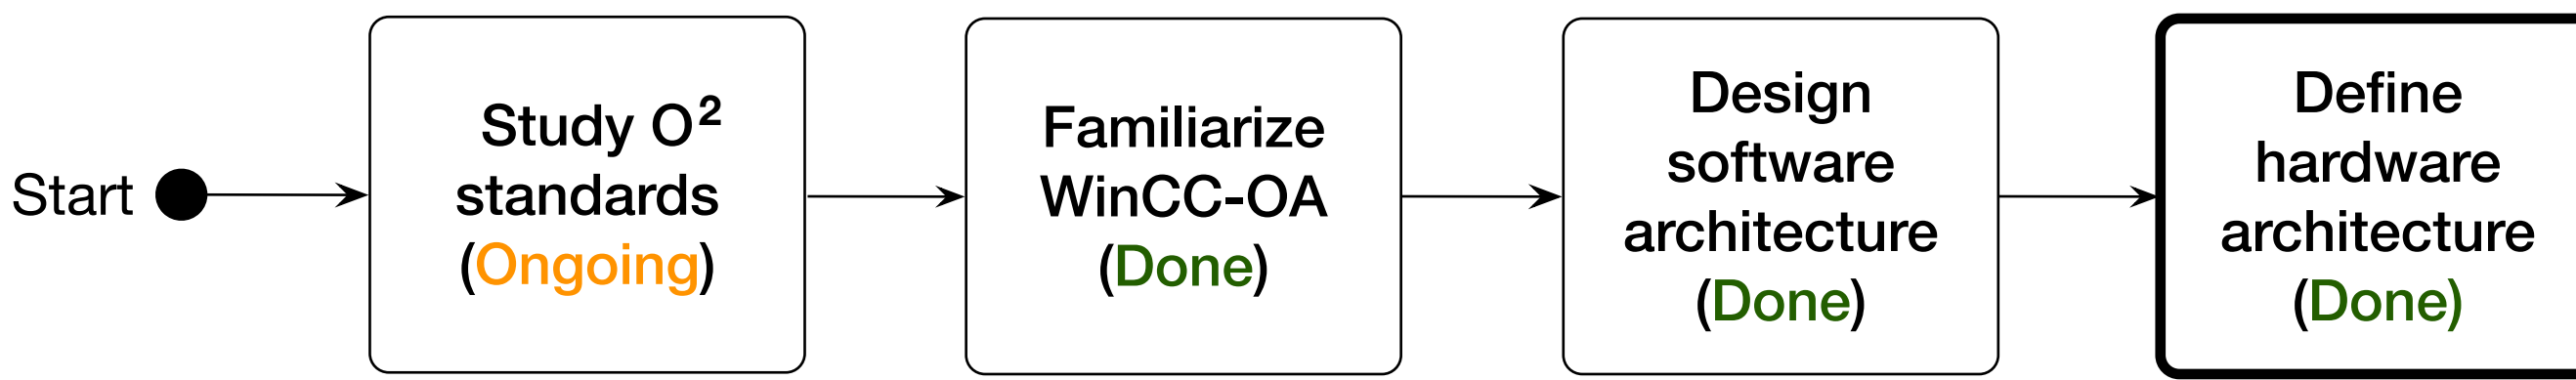 Start
Study O²
standards
(Ongoing)
Familiarize
WinCC-OA
(Done)
Design
software
architecture
(Done)
Define
hardware
architecture
(Done)